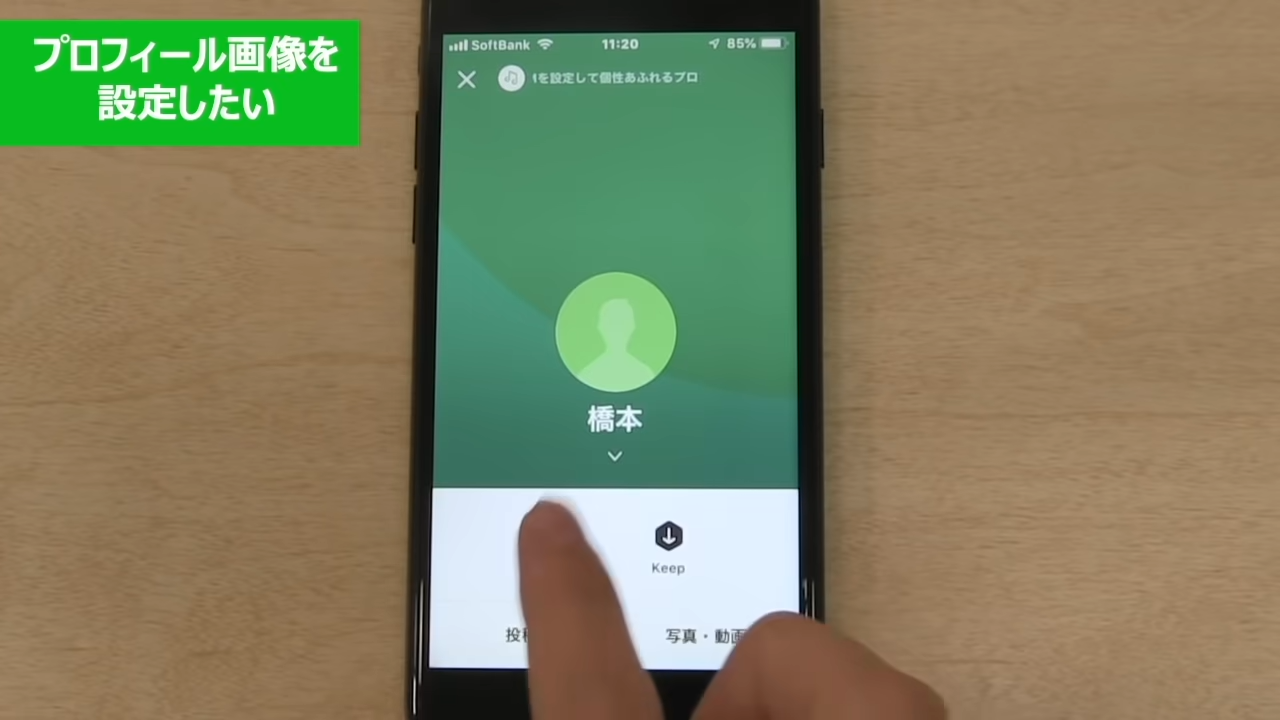 プロフィール画像を
設定したい
SoftBank 11:20 85%
を設定して個性あふれるプロ
橋本
Keep
投稿 写真・動画